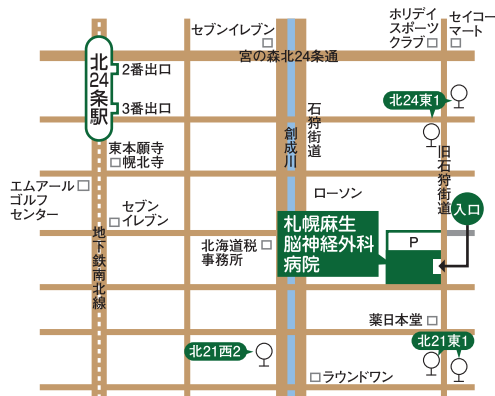 ホリデイ
スポーツ
クラブ
セイコー
マート
セブンイレブン
宮の森北24条通
北24条駅
2番出口
3番出口
北24東1
石狩街道
創成川
東本願寺
幌北寺
旧石狩街道
エムアール
ゴルフ
センター
セブン
イレブン
ローソン
入口
地下鉄南北線
札幌麻生
脳神経外科
病院
P
北海道税
事務所
薬日本堂
北21西2
北21東1
ラウンドワン